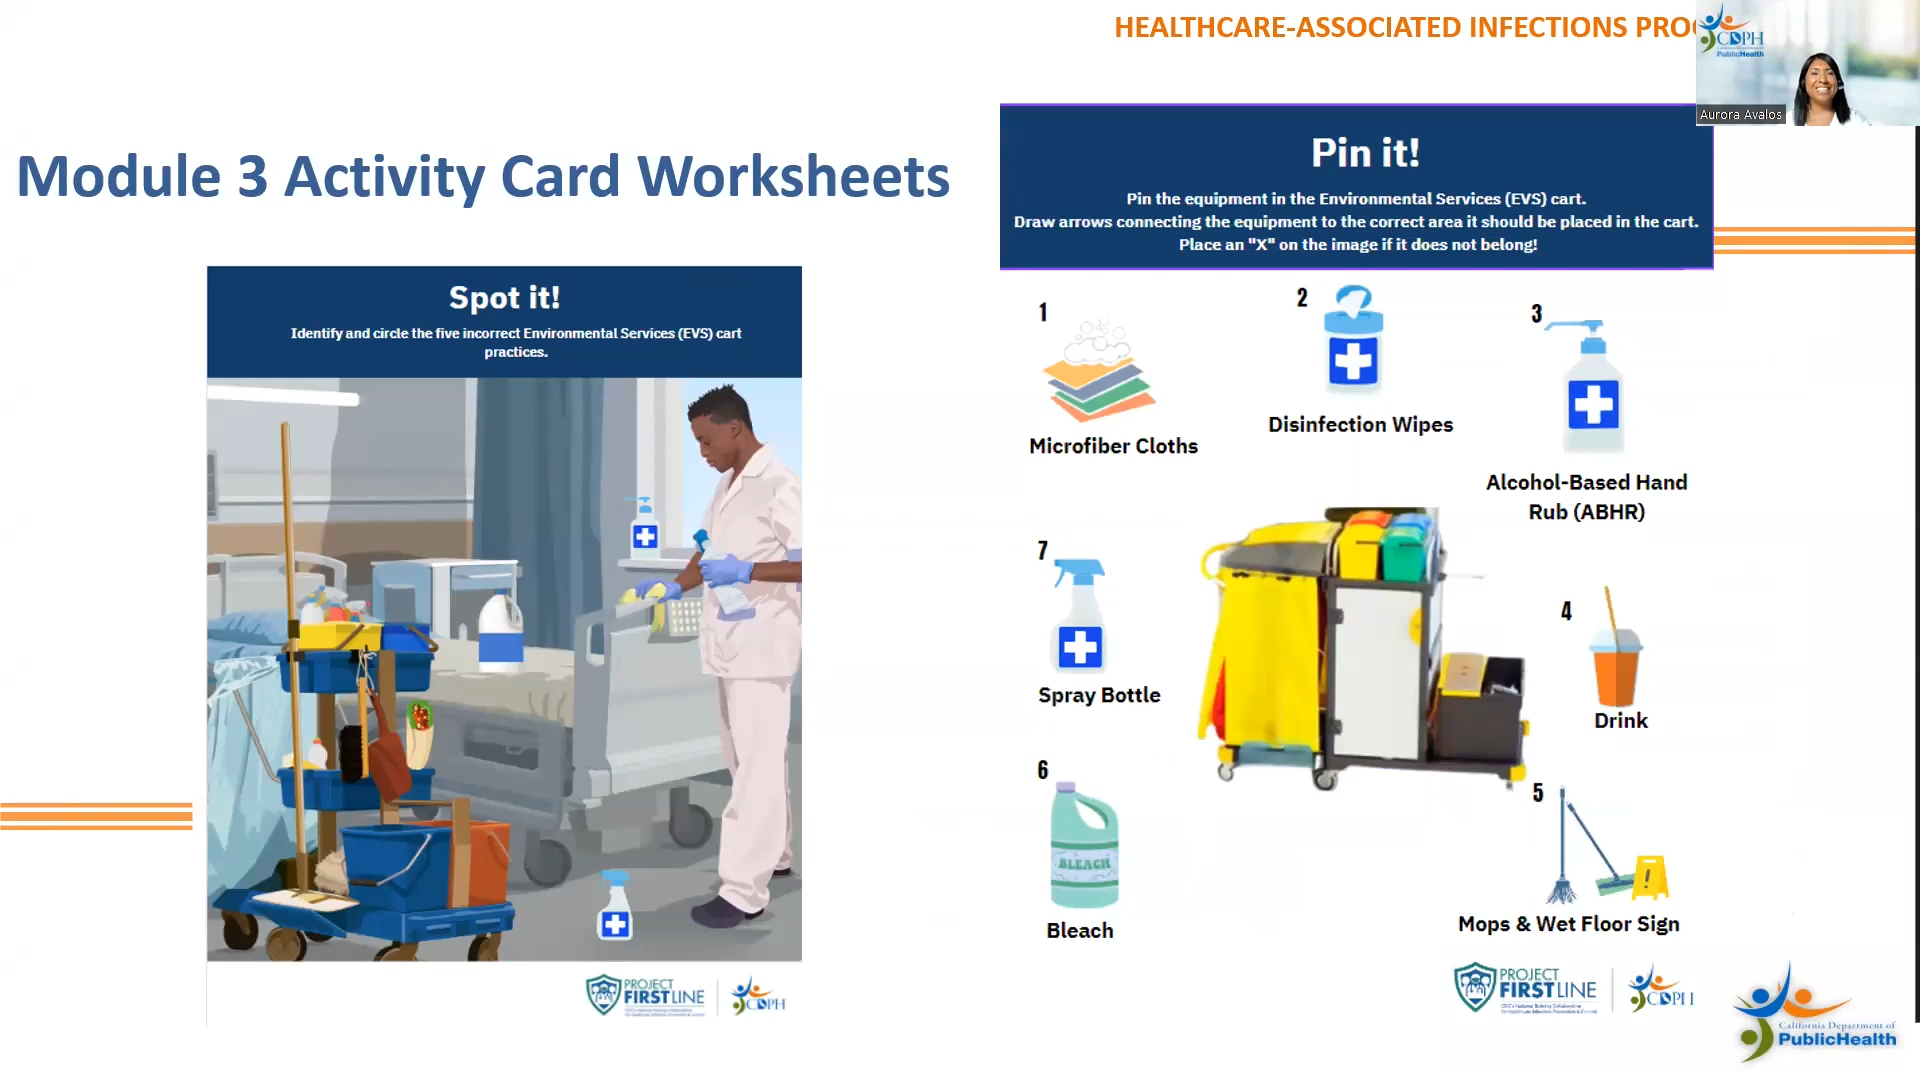 HEALTHCARE-ASSOCIATED INFECTIONS
CDPH
PublicHealth
Aurora Avalos
Module 3 Activity Card Worksheets
Spot it!
Identify and circle the five incorrect Environmental Services (EVS) cart
practices.
PROJECT
FIRSTLINE
CDPH
Pin it!
Pin the equipment in the Environmental Services (EVS) cart.
Draw arrows connecting the equipment to the correct area it should be placed in the cart.
Place an "X" on the image if it does not belong!
1
Microfiber Cloths
2
Disinfection Wipes
3
Alcohol-Based Hand
Rub (ABHR)
7
Spray Bottle
4
Drink
6
BLEACH
Bleach
5
Mops & Wet Floor Sign
PROJECT
FIRSTLINE
CDPH
California Department of
PublicHealth